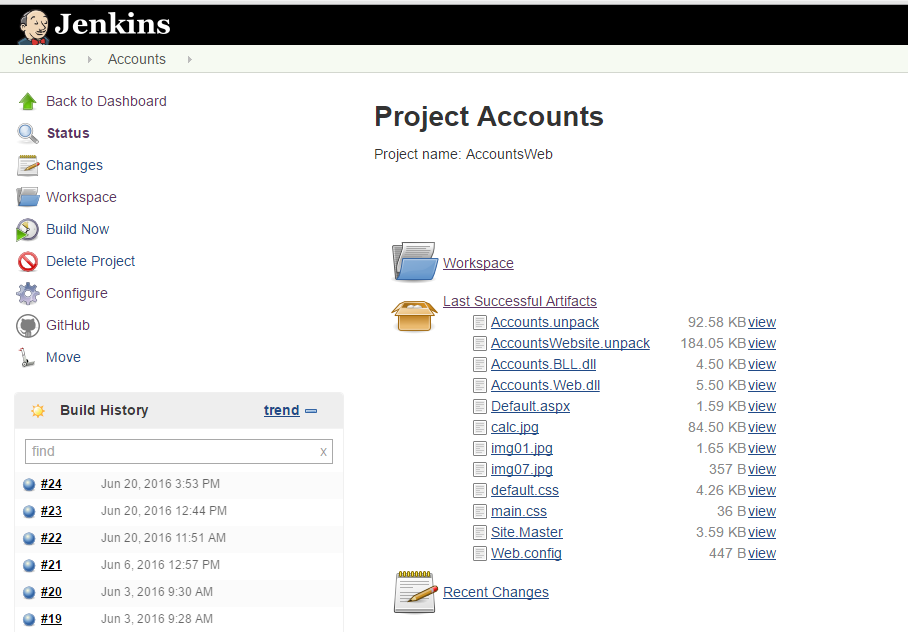 Jenkins
Jenkins Accounts
Back to Dashboard
Status
Changes
Workspace
Build Now
Delete Project
Configure
GitHub
Move
Build History trend
find x
#24 Jun 20, 2016 3:53 PM
#23 Jun 20, 2016 12:44 PM
#22 Jun 20, 2016 11:51 AM
#21 Jun 6, 2016 12:57 PM
#20 Jun 3, 2016 9:30 AM
#19 Jun 3, 2016 9:28 AM
Project Accounts
Project name: AccountsWeb
Workspace
Last Successful Artifacts
Accounts.unpack 92.58 KB view
AccountsWebsite.unpack 184.05 KB view
Accounts.BLL.dll 4.50 KB view
Accounts.Web.dll 5.50 KB view
Default.aspx 1.59 KB view
calc.jpg 84.50 KB view
img01.jpg 1.65 KB view
img07.jpg 357 B view
default.css 4.26 KB view
main.css 36 B view
Site.Master 3.59 KB view
Web.config 447 B view
Recent Changes